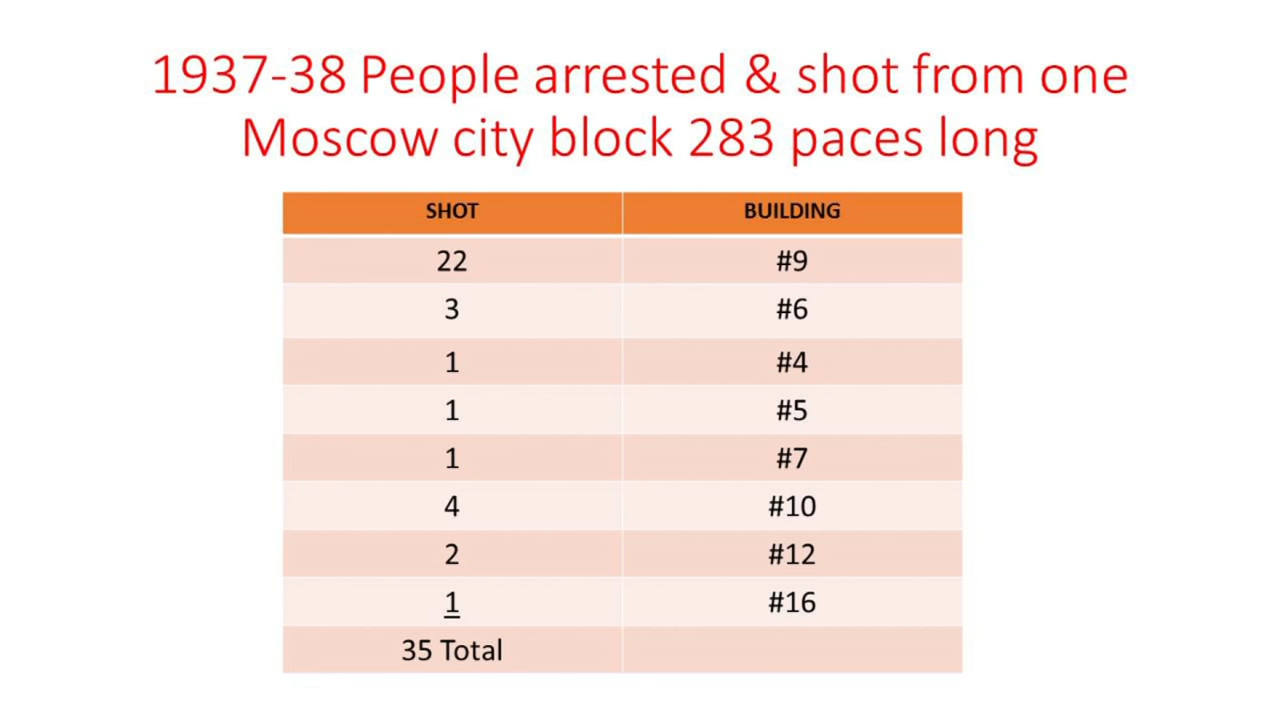 1937-38 People arrested & shot from one
Moscow city block 283 paces long
SHOT BUILDING
22 #9
3 #6
1 #4
1 #5
1 #7
4 #10
2 #12
1 #16
35 Total